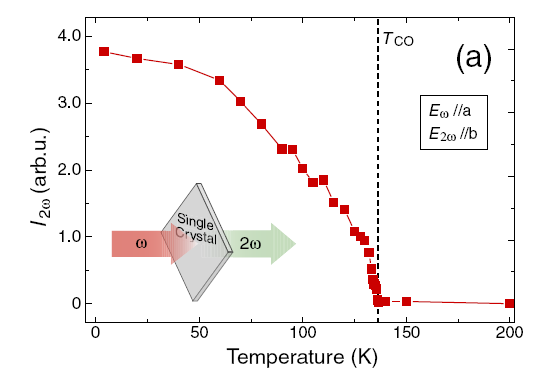 4.0
3.0
2.0
1.0
0
I2ω (arb.u.)
TCO
(a)
Eω //a
E2ω //b
Single
Crystal
ω
2ω
0
50
100
150
200
Temperature (K)